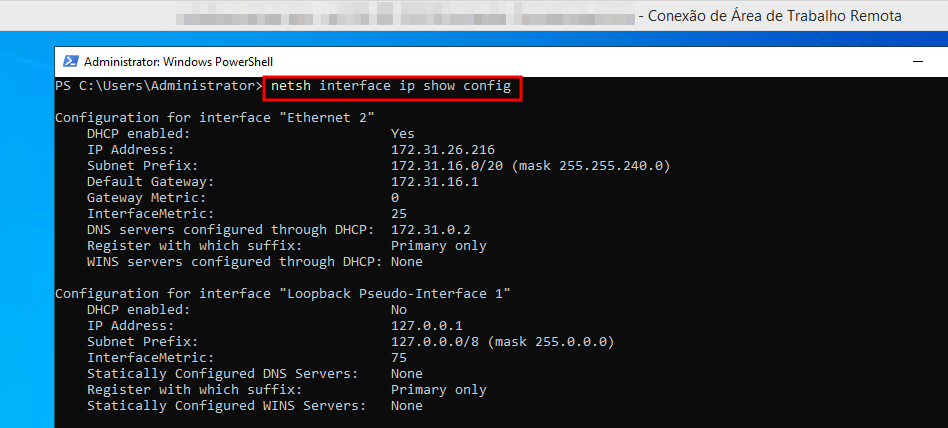 - Conexão de Área de Trabalho Remota
Administrator: Windows PowerShell
PS C:\Users\Administrator> netsh interface ip show config
Configuration for interface "Ethernet 2"
DHCP enabled: Yes
IP Address: 172.31.26.216
Subnet Prefix: 172.31.16.0/20 (mask 255.255.240.0)
Default Gateway: 172.31.16.1
Gateway Metric: 0
InterfaceMetric: 25
DNS servers configured through DHCP: 172.31.0.2
Register with which suffix: Primary only
WINS servers configured through DHCP: None
Configuration for interface "Loopback Pseudo-Interface 1"
DHCP enabled: No
IP Address: 127.0.0.1
Subnet Prefix: 127.0.0.0/8 (mask 255.0.0.0)
InterfaceMetric: 75
Statically Configured DNS Servers: None
Register with which suffix: Primary only
Statically Configured WINS Servers: None